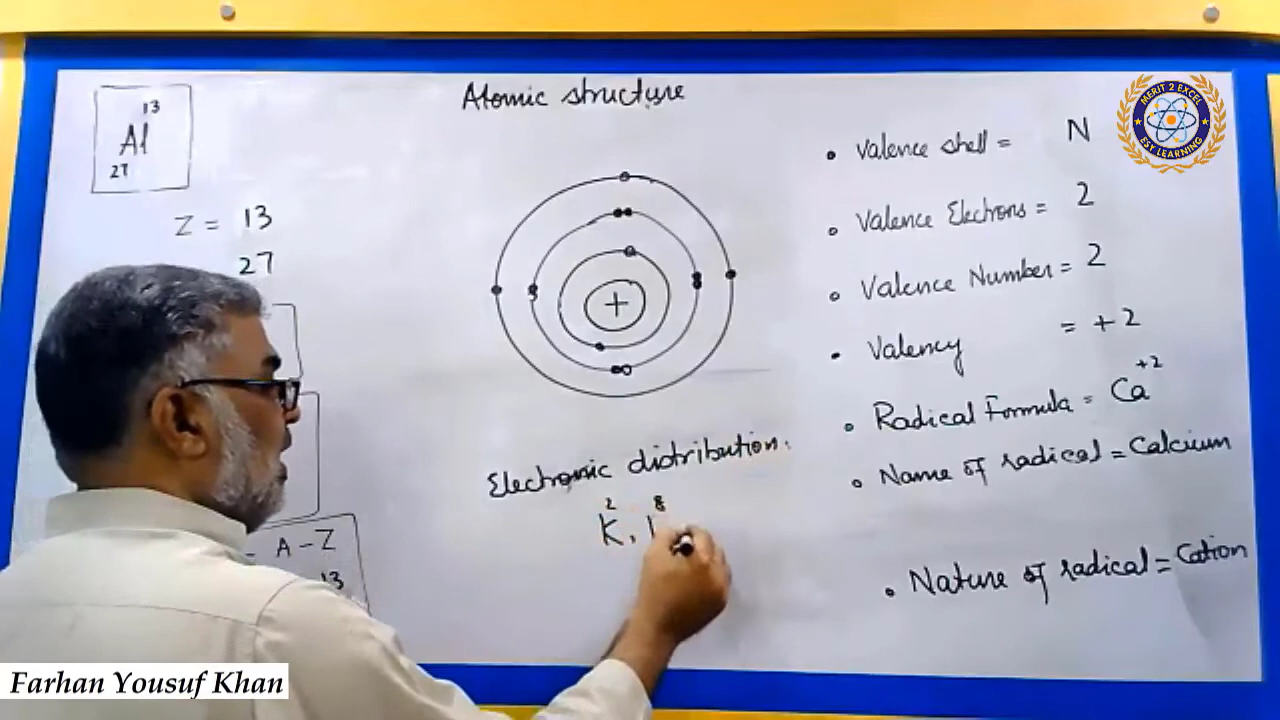 13
Al
27
Z = 13
27
- A - Z
13
Atomic structure
+
Electronic distribution:
2 8
K, L
• Valence shell = N
• Valence Electrons = 2
• Valence Number = 2
• Valency = +2
• Radical Formula = Ca+2
• Name of radical = Calcium
• Nature of radical = Cation
MERIT 2 EXCEL
ESY LEARNING
Farhan Yousuf Khan